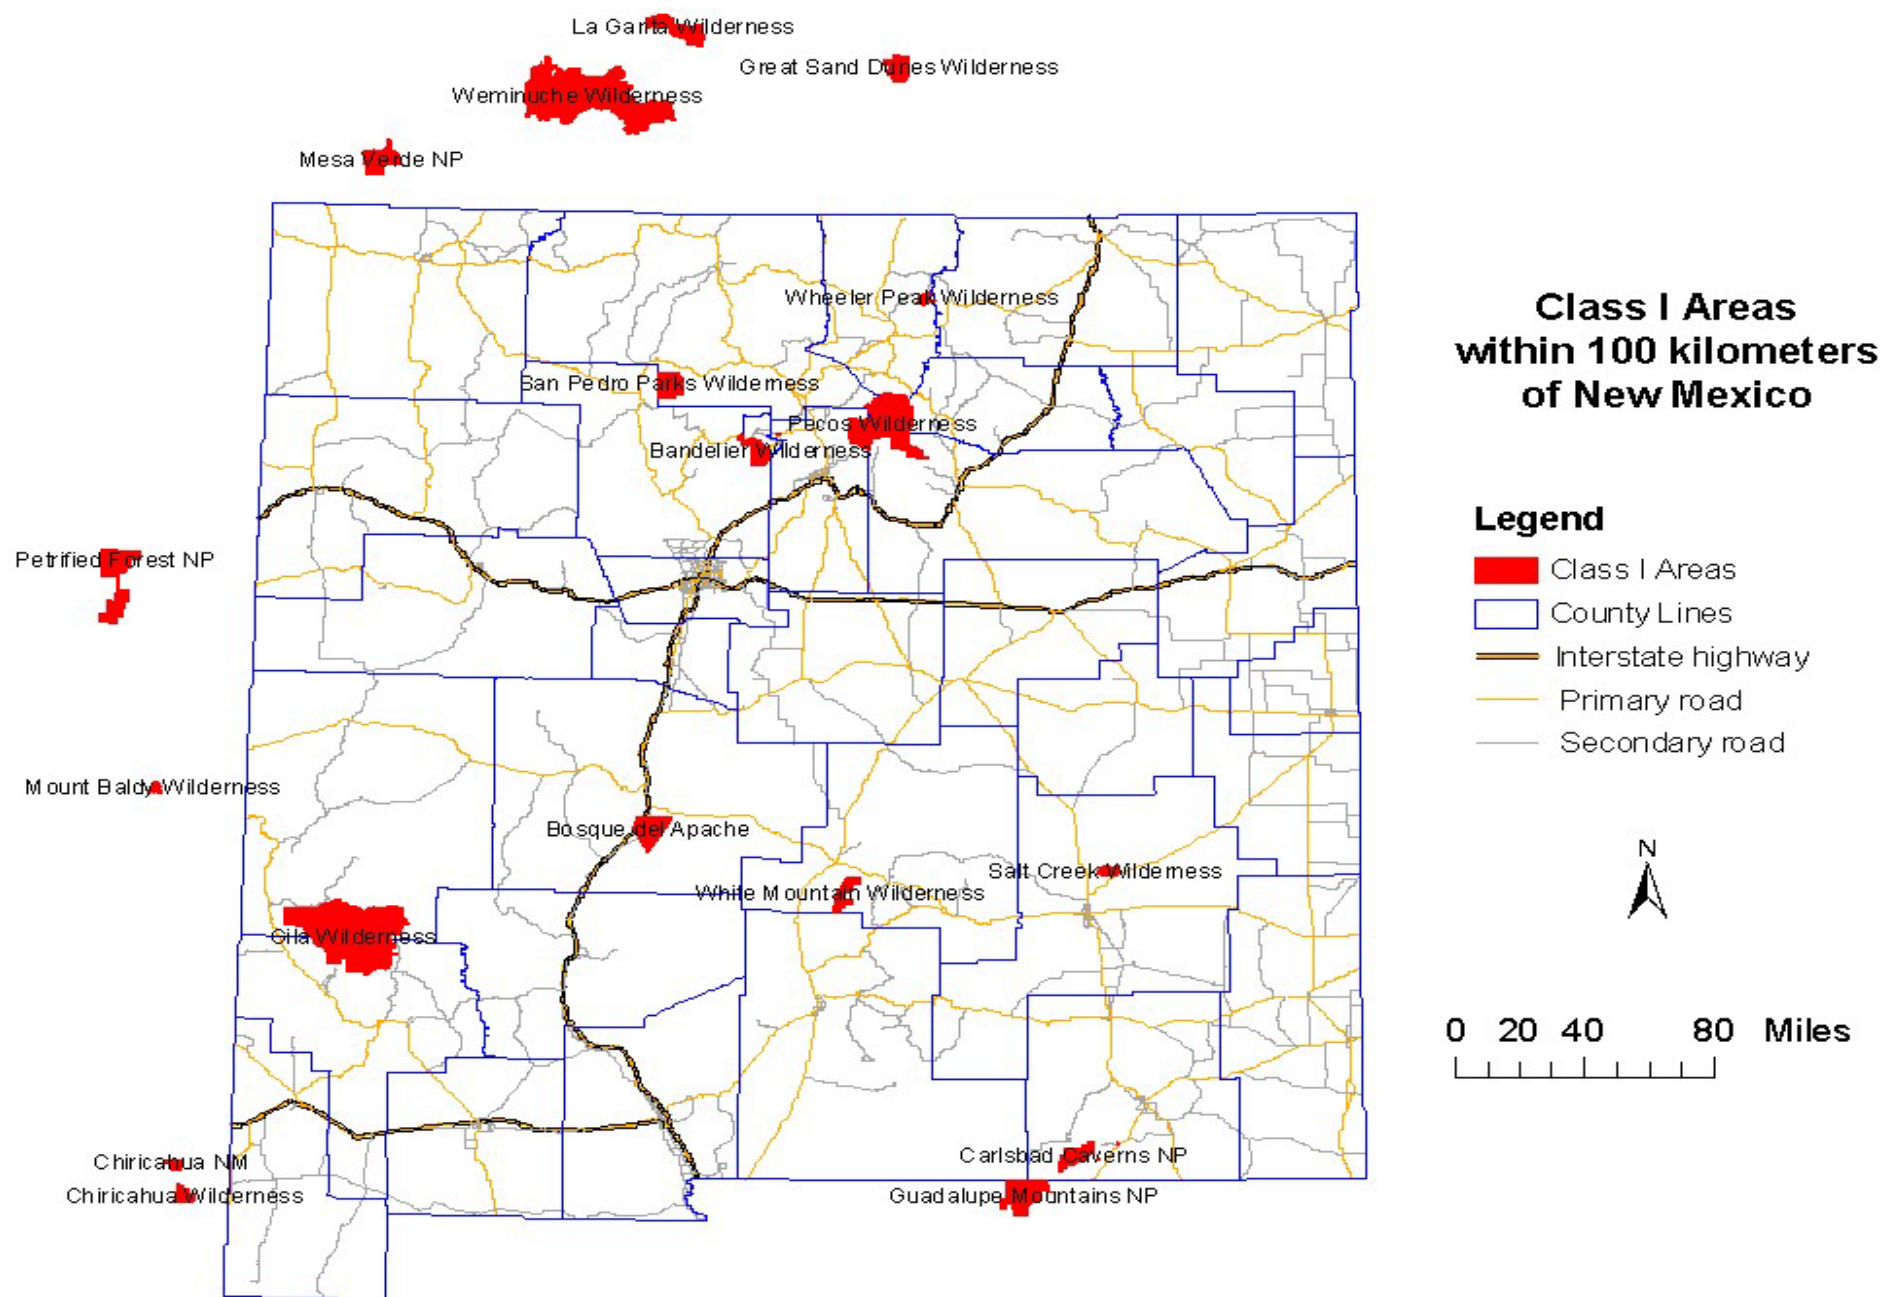 La Garita Wilderness
Great Sand Dunes Wilderness
Weminuche Wilderness
Mesa Verde NP
Wheeler Peak Wilderness
San Pedro Parks Wilderness
Pecos Wilderness
Bandelier Wilderness
Petrified Forest NP
Mount Baldy Wilderness
Bosque del Apache
Salt Creek Wilderness
White Mountain Wilderness
Gila Wilderness
Chiricahua NM
Carlsbad Caverns NP
Chiricahua Wilderness
Guadalupe Mountains NP
Class I Areas
within 100 kilometers
of New Mexico
Legend
Class I Areas
County Lines
Interstate highway
Primary road
Secondary road
N
0 20 40 80 Miles